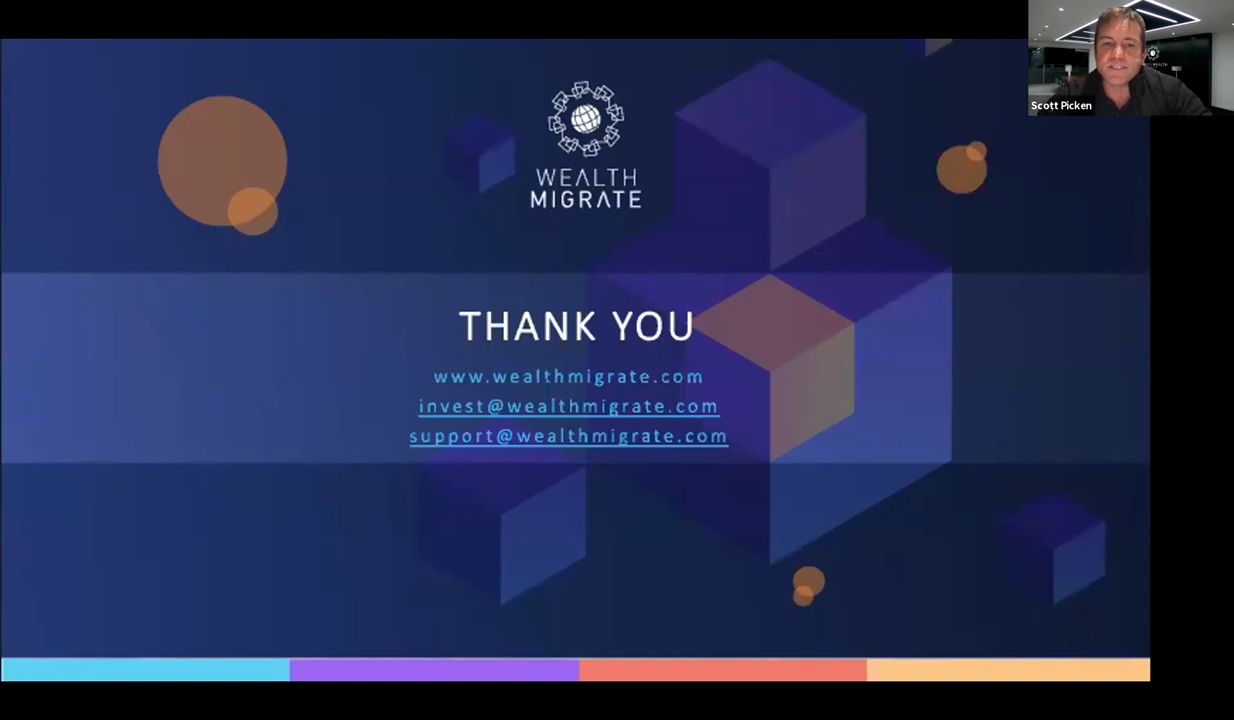 Scott Picken
WEALTH
MIGRATE
THANK YOU
www.wealthmigrate.com
invest@wealthmigrate.com
support@wealthmigrate.com